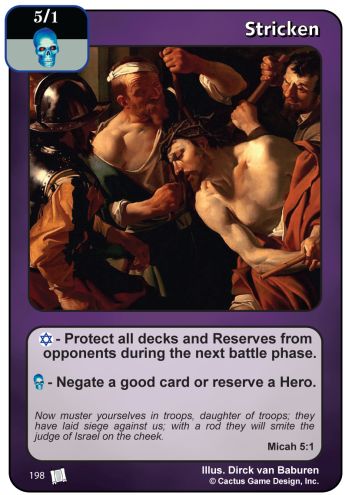 5/1
Stricken
- Protect all decks and Reserves from
opponents during the next battle phase.
- Negate a good card or reserve a Hero.
Now muster yourselves in troops, daughter of troops; they
have laid siege against us; with a rod they will smite the
judge of Israel on the cheek.
Micah 5:1
Illus. Dirck van Baburen
198
© Cactus Game Design, Inc.